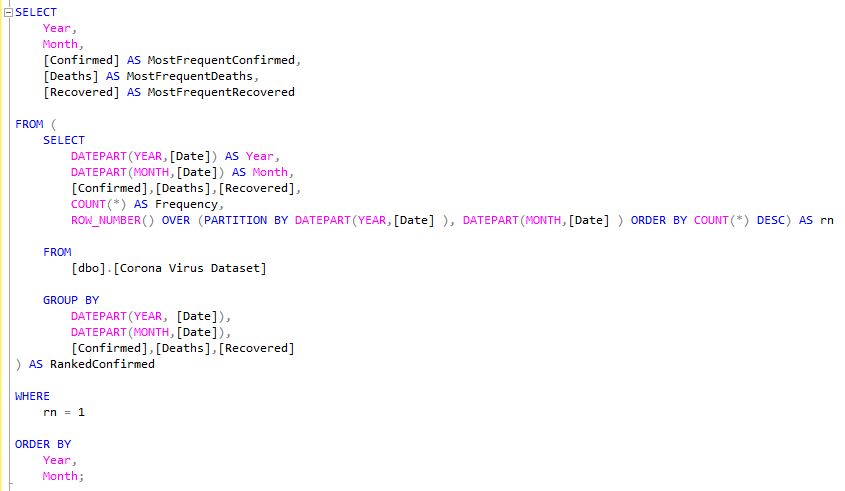 SELECT
Year,
Month,
[Confirmed] AS MostFrequentConfirmed,
[Deaths] AS MostFrequentDeaths,
[Recovered] AS MostFrequentRecovered
FROM (
SELECT
DATEPART(YEAR,[Date]) AS Year,
DATEPART(MONTH,[Date]) AS Month,
[Confirmed],[Deaths],[Recovered],
COUNT(*) AS Frequency,
ROW_NUMBER() OVER (PARTITION BY DATEPART(YEAR,[Date] ), DATEPART(MONTH,[Date] ) ORDER BY COUNT(*) DESC) AS rn
FROM
[dbo].[Corona Virus Dataset]
GROUP BY
DATEPART(YEAR, [Date]),
DATEPART(MONTH,[Date]),
[Confirmed],[Deaths],[Recovered]
) AS RankedConfirmed
WHERE
rn = 1
ORDER BY
Year,
Month;